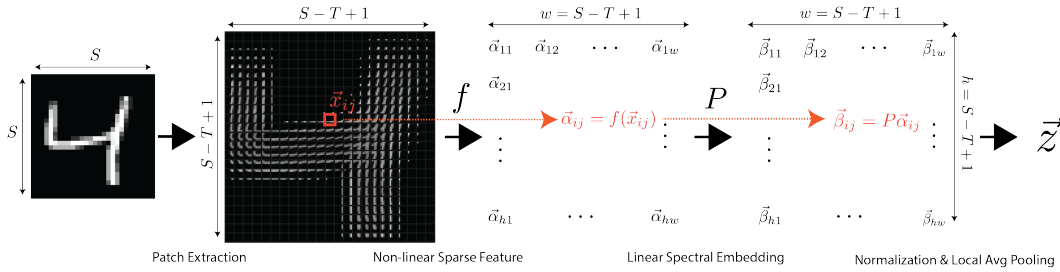 S
S
S − T + 1
S − T + 1
x⃗ij
f
w = S − T + 1
α⃗11 α⃗12 ··· α⃗1w
α⃗21
α⃗ij = f(x⃗ij)
⋮ ⋮
α⃗h1 ··· α⃗hw
P
w = S − T + 1
β⃗11 β⃗12 ··· β⃗1w
β⃗21
β⃗ij = Pα⃗ij
⋮ ⋮
β⃗h1 ··· β⃗hw
h = S − T + 1
z⃗
Patch Extraction
Non-linear Sparse Feature
Linear Spectral Embedding
Normalization & Local Avg Pooling